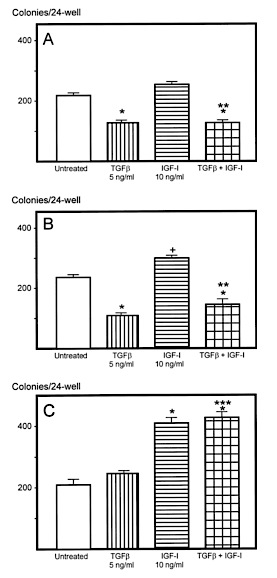 Colonies/24-well
400
A
200
*
**
*
Untreated
TGFβ
5 ng/ml
IGF-I
10 ng/ml
TGFβ + IGF-I
Colonies/24-well
400
B
200
*
+
**
*
Untreated
TGFβ
5 ng/ml
IGF-I
10 ng/ml
TGFβ + IGF-I
Colonies/24-well
C
400
200
*
***
*
Untreated
TGFβ
5 ng/ml
IGF-I
10 ng/ml
TGFβ + IGF-I